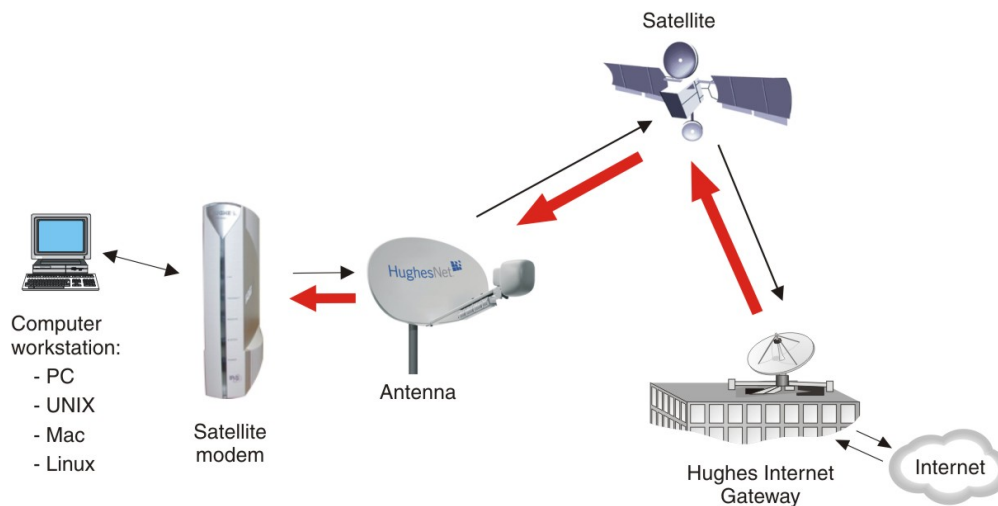 Satellite
HughesNet
Computer
workstation:
- PC
- UNIX
- Mac
- Linux
Satellite
modem
Antenna
Hughes Internet
Gateway
Internet